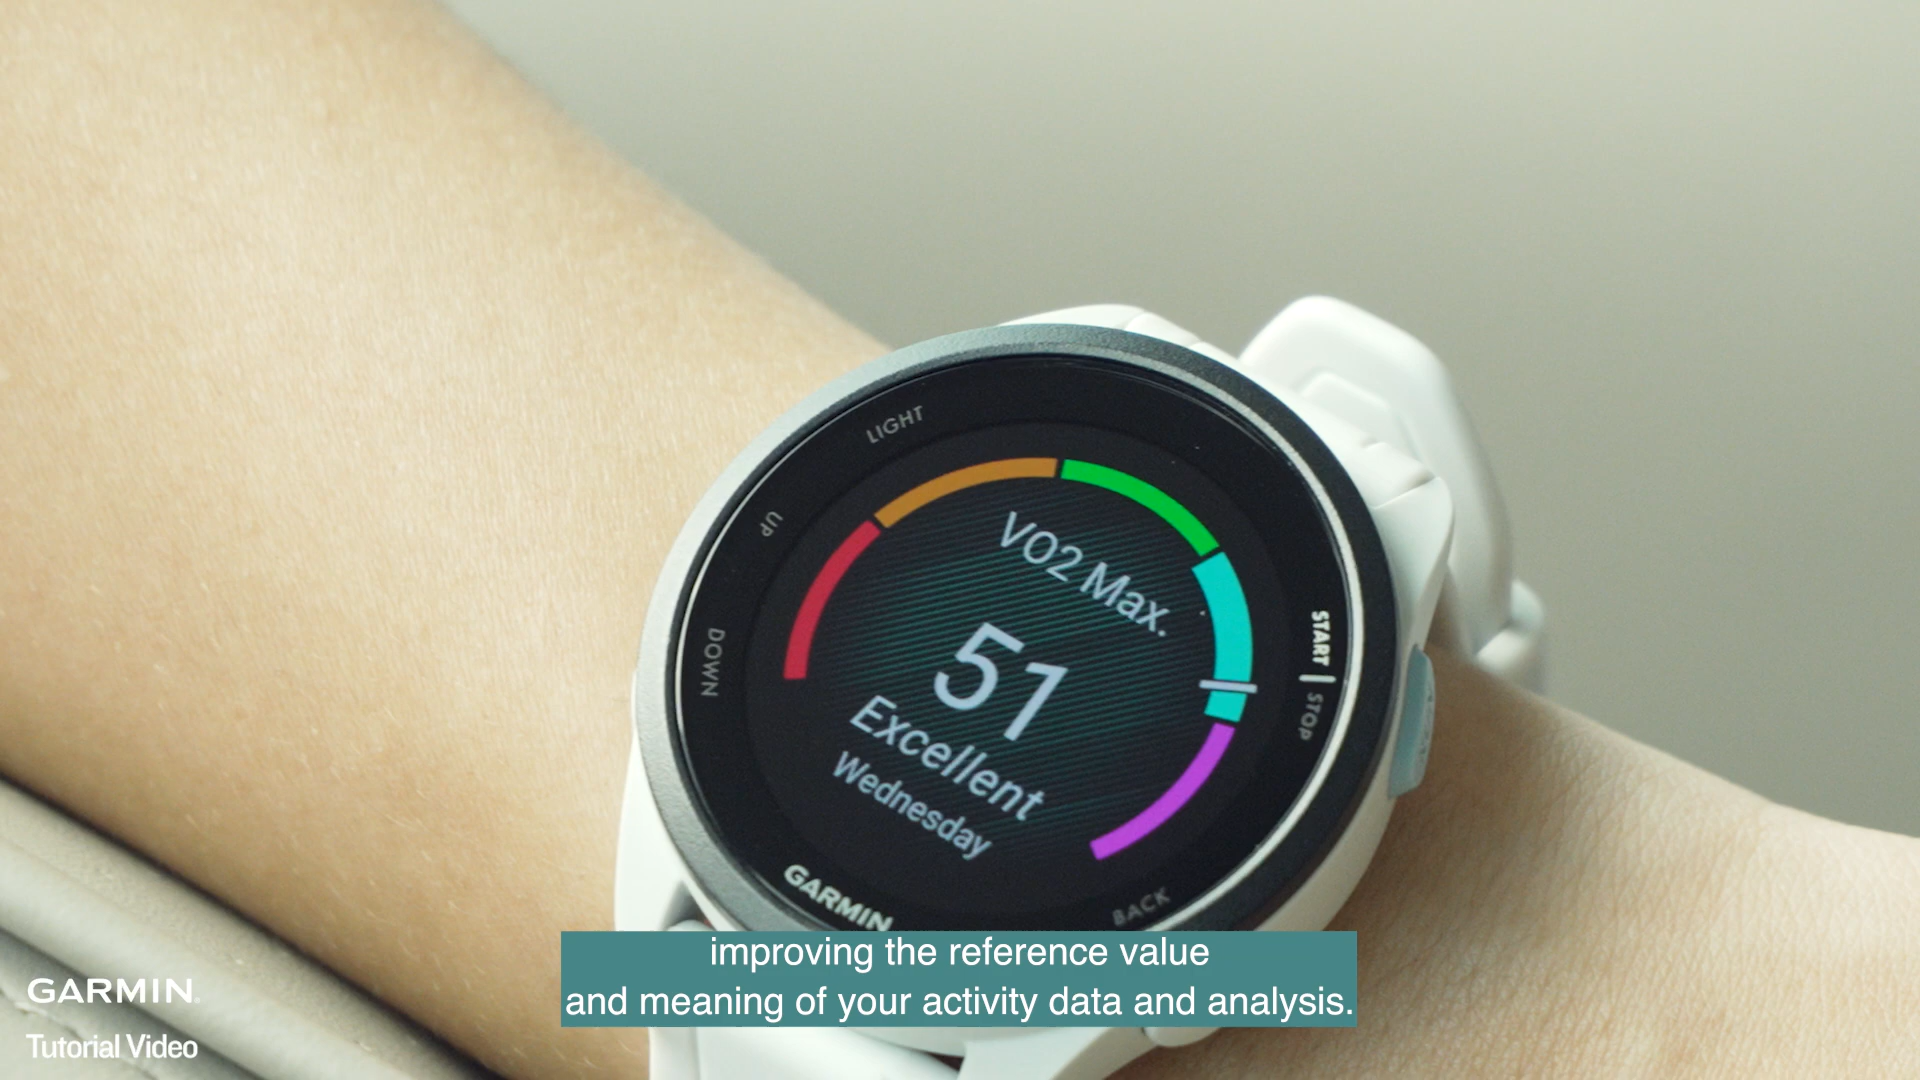 LIGHT
UP
DOWN
VO2 Max.
51
Excellent
Wednesday
START
STOP
BACK
GARMIN
improving the reference value
and meaning of your activity data and analysis.
GARMIN
Tutorial Video